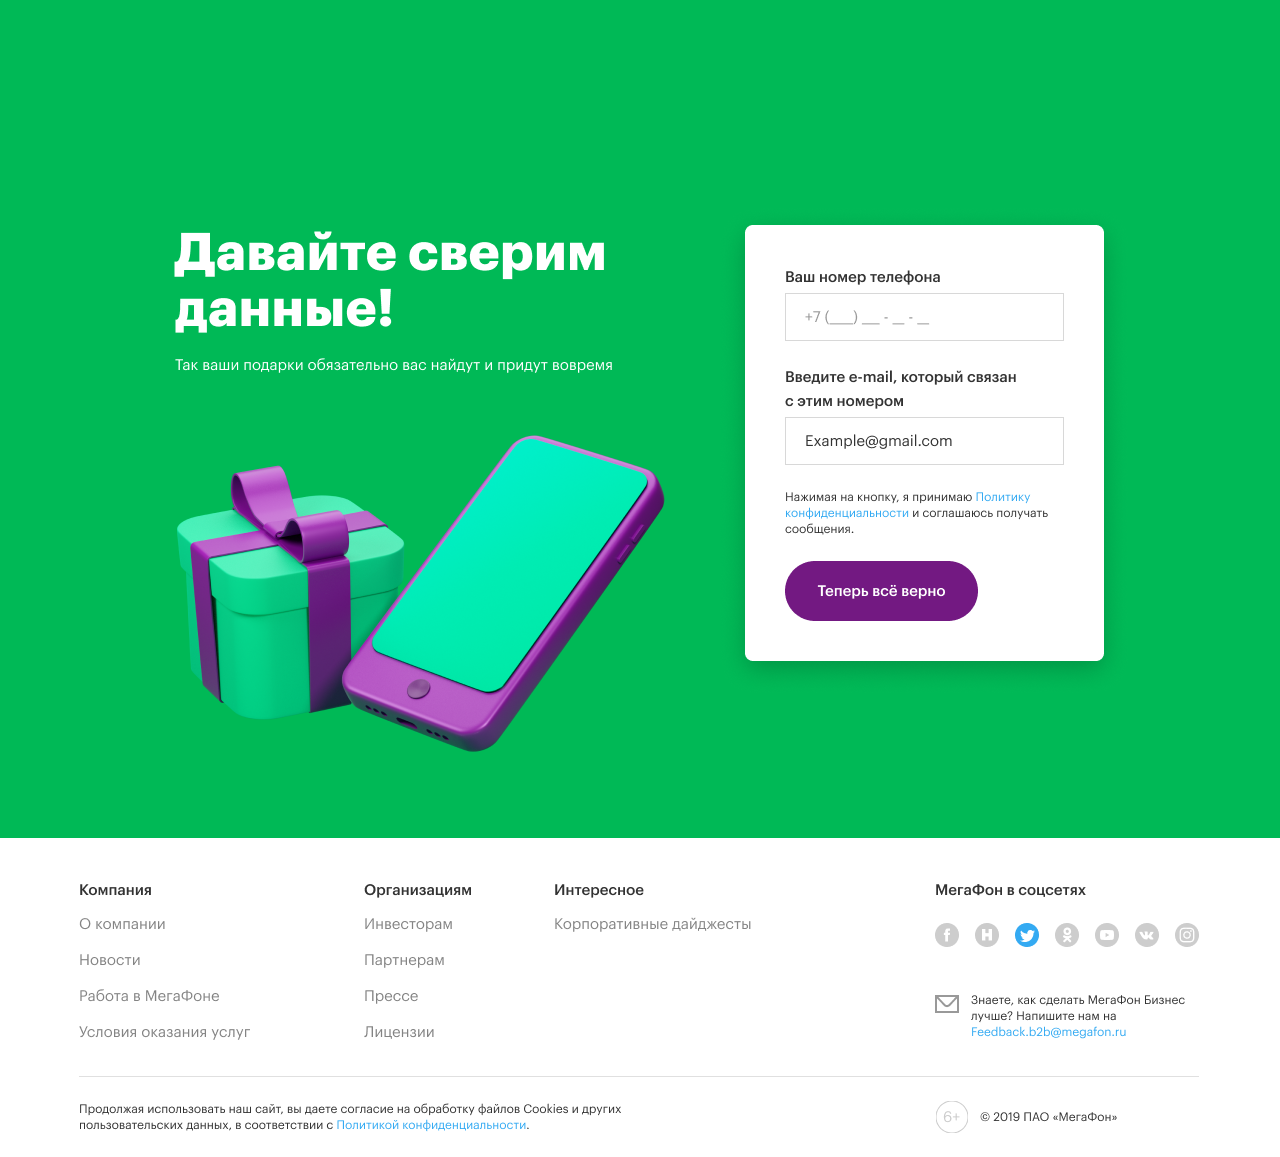 Давайте сверим
данные!
Так ваши подарки обязательно вас найдут и придут вовремя
Ваш номер телефона
+7 (___) __ - _ - _
Введите e-mail, который связан
с этим номером
Example@gmail.com
Нажимая на кнопку, я принимаю Политику
конфиденциальности и соглашаюсь получать
сообщения.
Теперь всё верно
Компания
О компании
Новости
Работа в МегаФоне
Условия оказания услуг
Организациям
Инвесторам
Партнерам
Прессе
Лицензии
Интересное
Корпоративные дайджесты
МегаФон в соцсетях
Знаете, как сделать МегаФон Бизнес
лучше? Напишите нам на
Feedback.b2b@megafon.ru
Продолжая использовать наш сайт, вы даете согласие на обработку файлов Cookies и других
пользовательских данных, в соответствии с Политикой конфиденциальности.
6+
© 2019 ПАО «МегаФон»